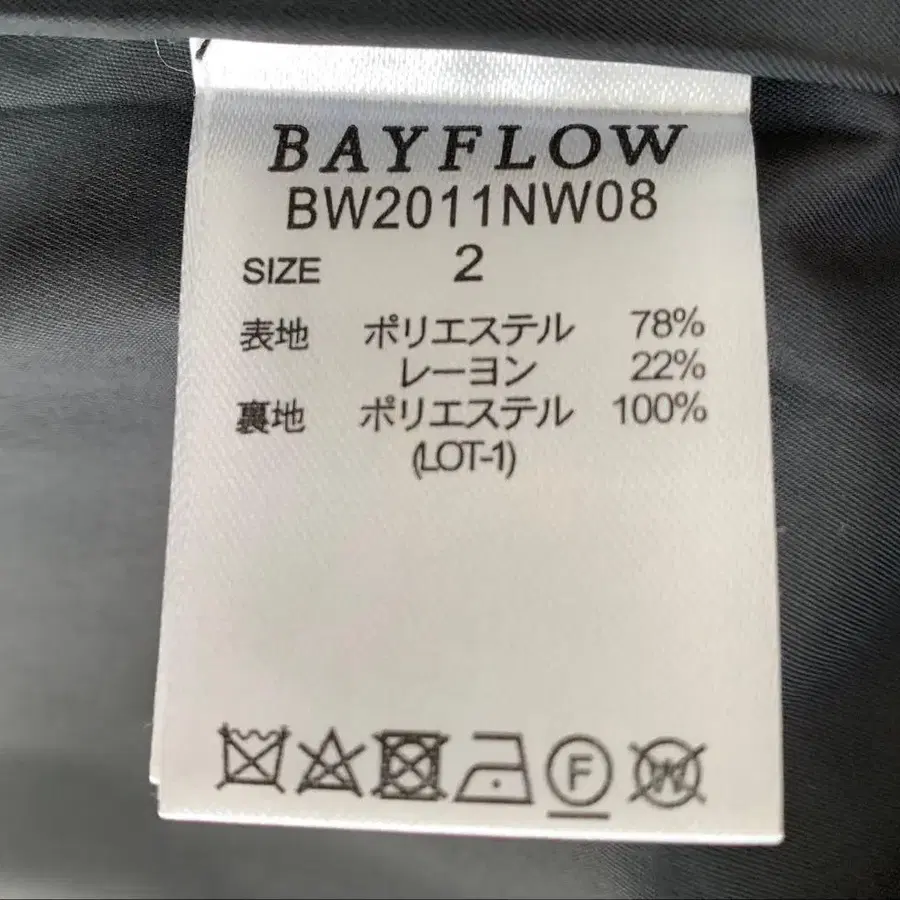 BAYFLOW
BW2011NW08
SIZE 2
表地 ポリエステル 78%
レーヨン 22%
裏地 ポリエステル 100%
(LOT-1)
F W